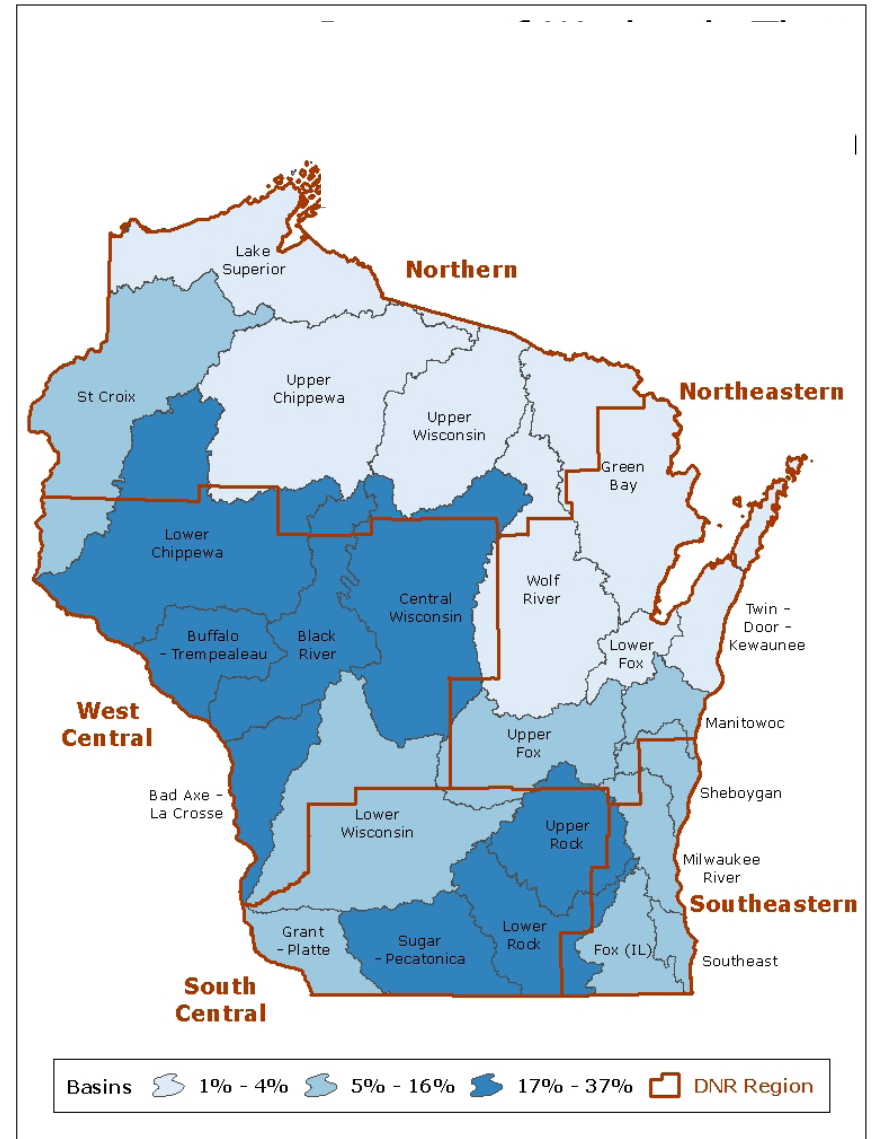 Lake
Superior
Northern
St Croix
Upper
Chippewa
Upper
Wisconsin
Northeastern
Green
Bay
Lower
Chippewa
Central
Wisconsin
Wolf
River
Twin –
Door –
Kewaunee
Buffalo
– Trempealeau
Black
River
Lower
Fox
West
Central
Upper
Fox
Manitowoc
Bad Axe –
La Crosse
Sheboygan
Lower
Wisconsin
Upper
Rock
Milwaukee
River
Southeastern
Grant
– Platte
Sugar
– Pecatonica
Lower
Rock
Fox (IL)
Southeast
South
Central
Basins 1% - 4% 5% - 16% 17% - 37% DNR Region